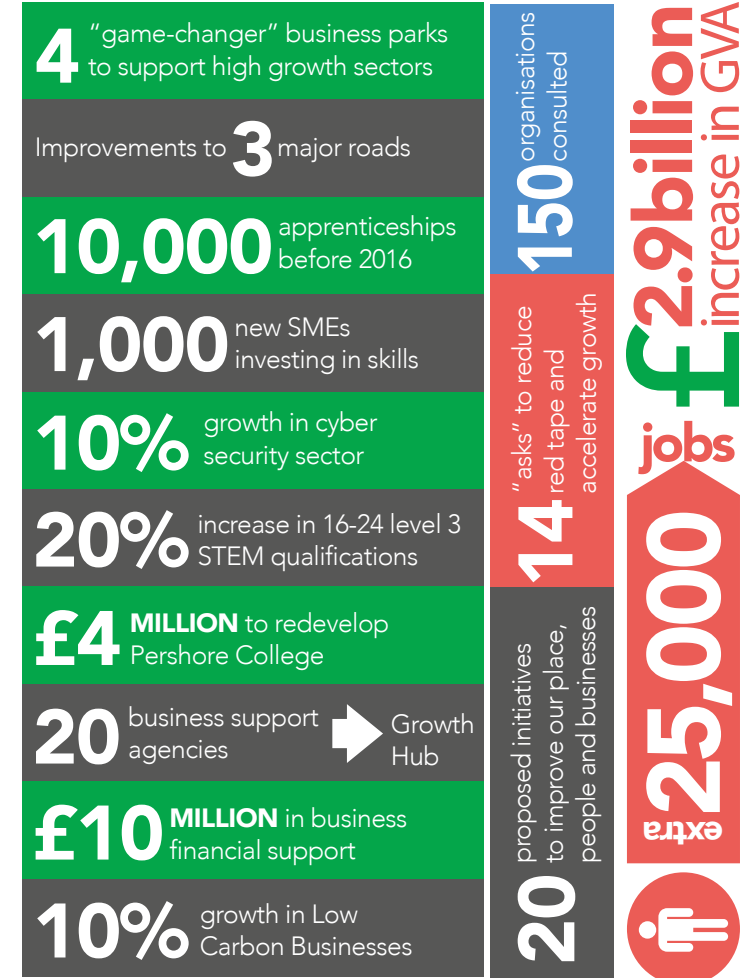 4 “game-changer” business parks
to support high growth sectors
Improvements to 3 major roads
10,000 apprenticeships
before 2016
1,000 new SMEs
investing in skills
10% growth in cyber
security sector
20% increase in 16-24 level 3
STEM qualifications
£4 MILLION to redevelop
Pershore College
20 business support
agencies
Growth
Hub
£10 MILLION in business
financial support
10% growth in Low
Carbon Businesses
150 organisations
consulted
14 “asks” to reduce
red tape and
accelerate growth
20 proposed initiatives
to improve our place,
people and businesses
£2.9billion
increase in GVA
extra
25,000
jobs